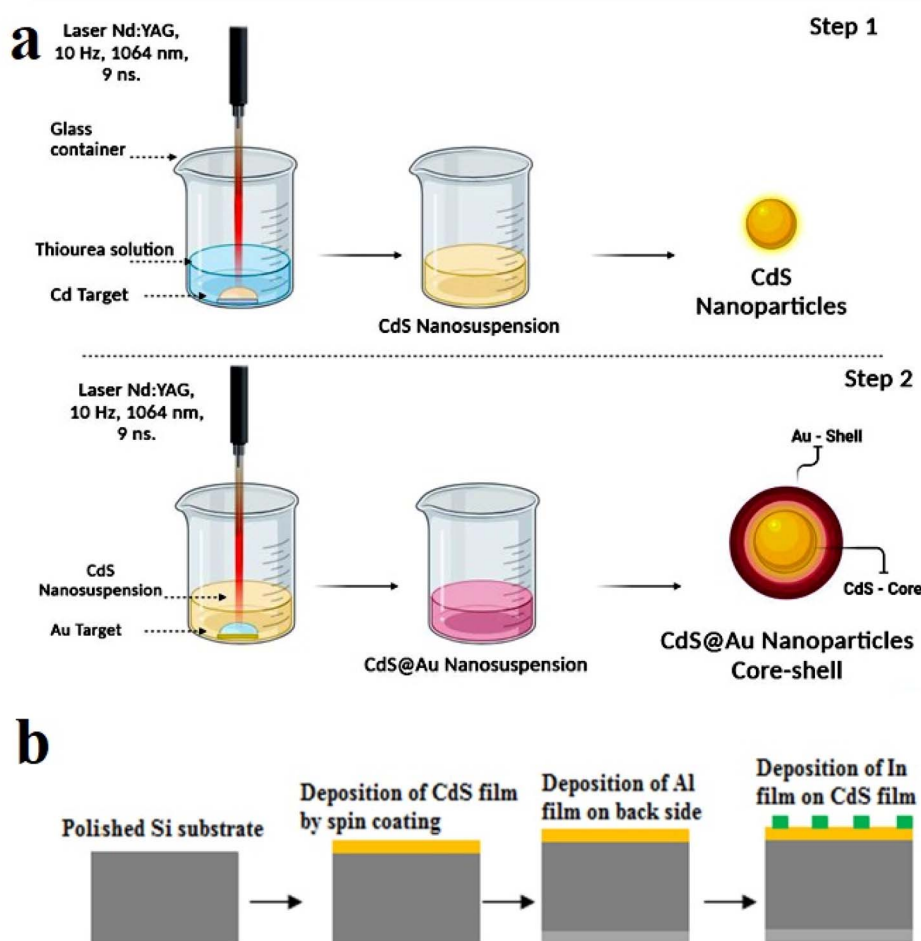 a
Laser Nd:YAG,
10 Hz, 1064 nm,
9 ns.
Step 1
Glass
container
Thiourea solution
Cd Target
CdS Nanosuspension
CdS
Nanoparticles
Step 2
Laser Nd:YAG,
10 Hz, 1064 nm,
9 ns.
Au - Shell
CdS
Nanosuspension
Au Target
CdS - Core
CdS@Au Nanosuspension
CdS@Au Nanoparticles
Core-shell
b
Polished Si substrate
Deposition of CdS film
by spin coating
Deposition of Al
film on back side
Deposition of In
film on CdS film